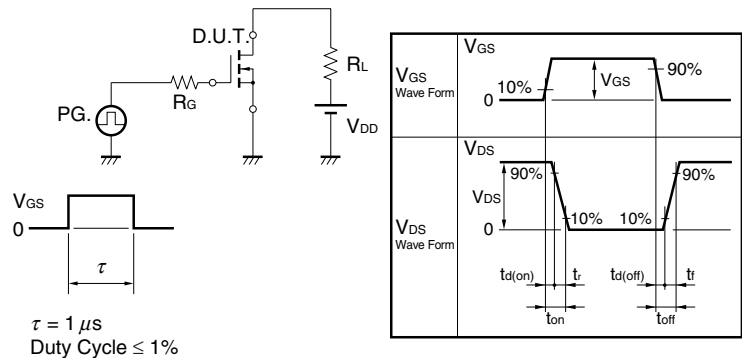 D.U.T.
RL
RG
PG.
VDD
VGS
0
τ
τ = 1 μs
Duty Cycle ≤ 1%
VGS
Wave Form
VGS
10%
VGS
90%
0
VDS
Wave Form
VDS
90%
90%
VDS
10%
10%
0
td(on)
tr
td(off)
tf
ton
toff